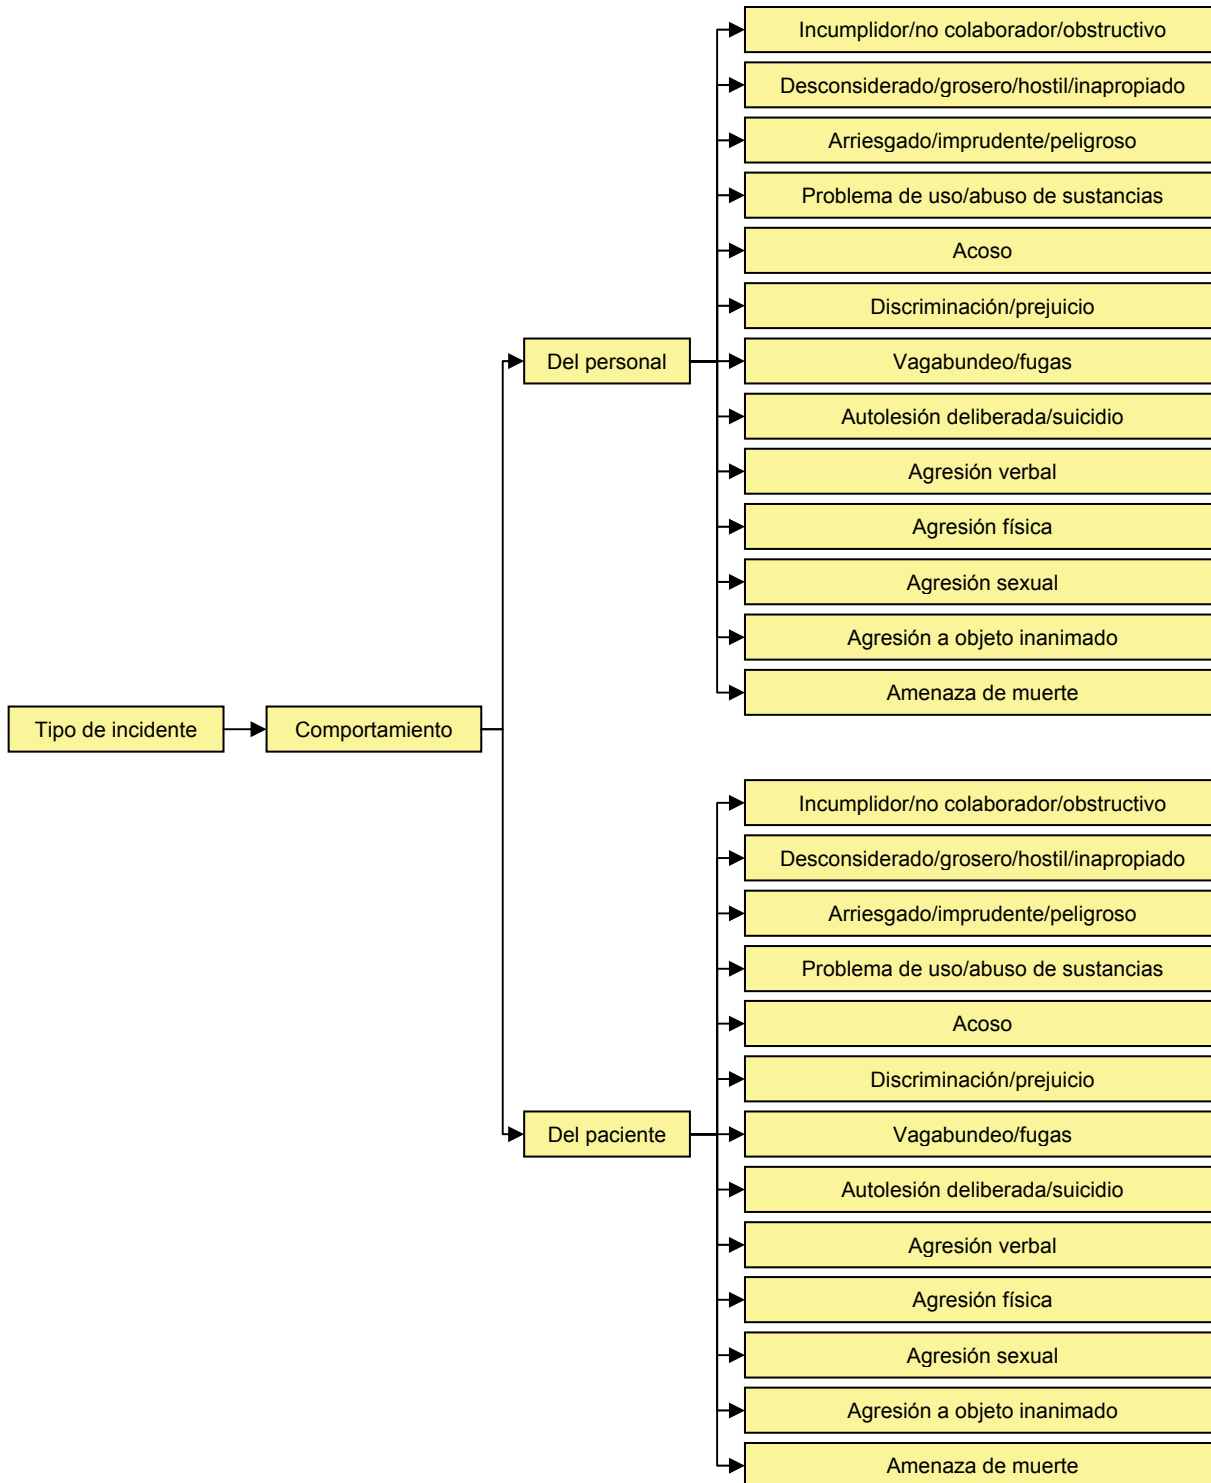 Tipo de incidente
Comportamiento
Del personal
Incumplidor/no colaborador/obstructivo
Desconsiderado/grosero/hostil/inapropiado
Arriesgado/imprudente/peligroso
Problema de uso/abuso de sustancias
Acoso
Discriminación/prejuicio
Vagabundeo/fugas
Autolesión deliberada/suicidio
Agresión verbal
Agresión física
Agresión sexual
Agresión a objeto inanimado
Amenaza de muerte
Del paciente
Incumplidor/no colaborador/obstructivo
Desconsiderado/grosero/hostil/inapropiado
Arriesgado/imprudente/peligroso
Problema de uso/abuso de sustancias
Acoso
Discriminación/prejuicio
Vagabundeo/fugas
Autolesión deliberada/suicidio
Agresión verbal
Agresión física
Agresión sexual
Agresión a objeto inanimado
Amenaza de muerte